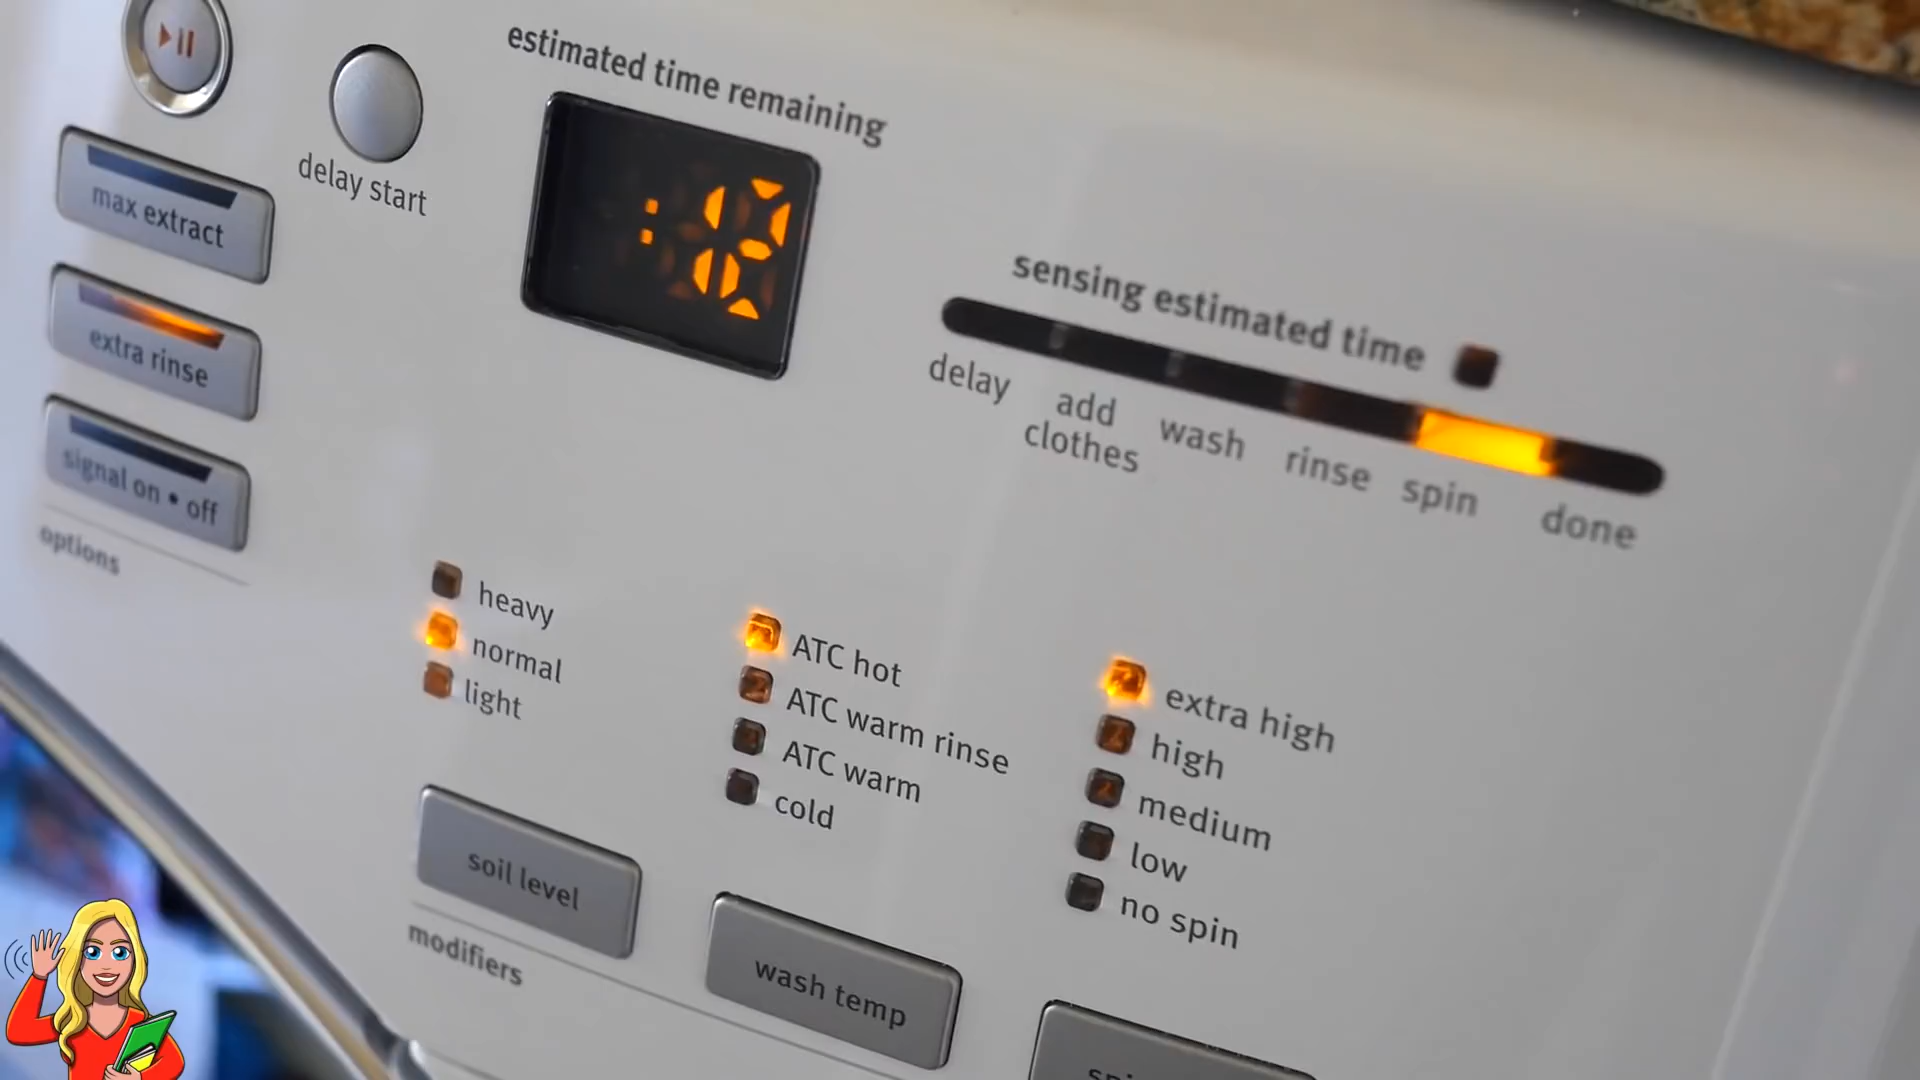 estimated time remaining
delay start
max extract
extra rinse
signal on • off
options
sensing estimated time
delay
add
clothes
wash
rinse
spin
done
heavy
normal
light
ATC hot
ATC warm rinse
ATC warm
cold
extra high
high
medium
low
no spin
soil level
wash temp
modifiers